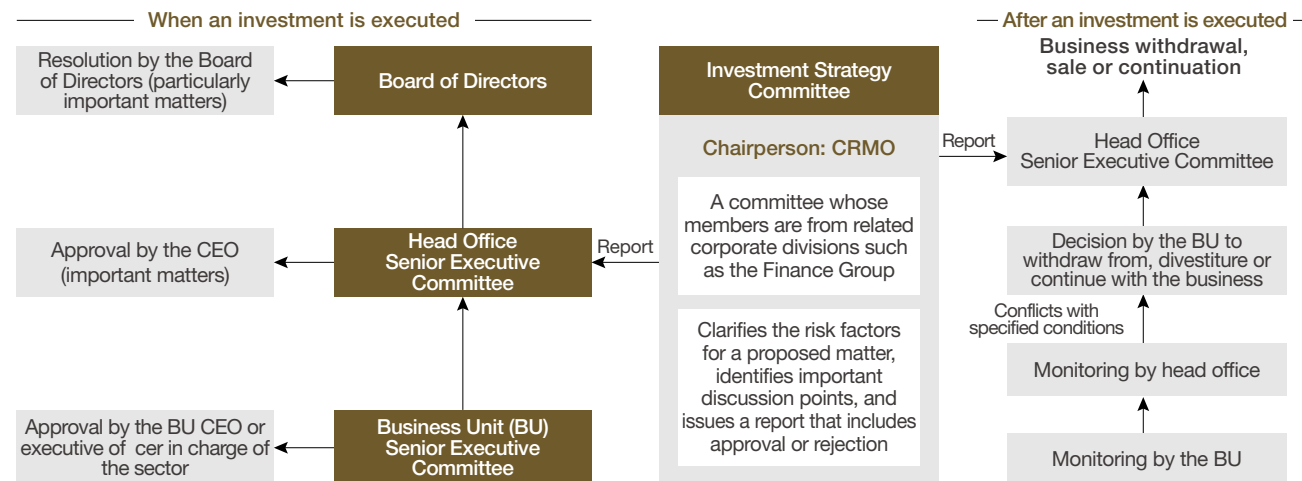 When an investment is executed
Resolution by the Board
of Directors (particularly
important matters)
Board of Directors
Approval by the CEO
(important matters)
Head Office
Senior Executive
Committee
Approval by the BU CEO or
executive of cer in charge of
the sector
Business Unit (BU)
Senior Executive
Committee
Report
Investment Strategy
Committee
Chairperson: CRMO
A committee whose
members are from related
corporate divisions such
as the Finance Group
Clarifies the risk factors
for a proposed matter,
identifies important
discussion points, and
issues a report that includes
approval or rejection
Report
After an investment is executed
Business withdrawal,
sale or continuation
Head Office
Senior Executive Committee
Decision by the BU to
withdraw from, divestiture or
continue with the business
Conflicts with
specified conditions
Monitoring by head office
Monitoring by the BU